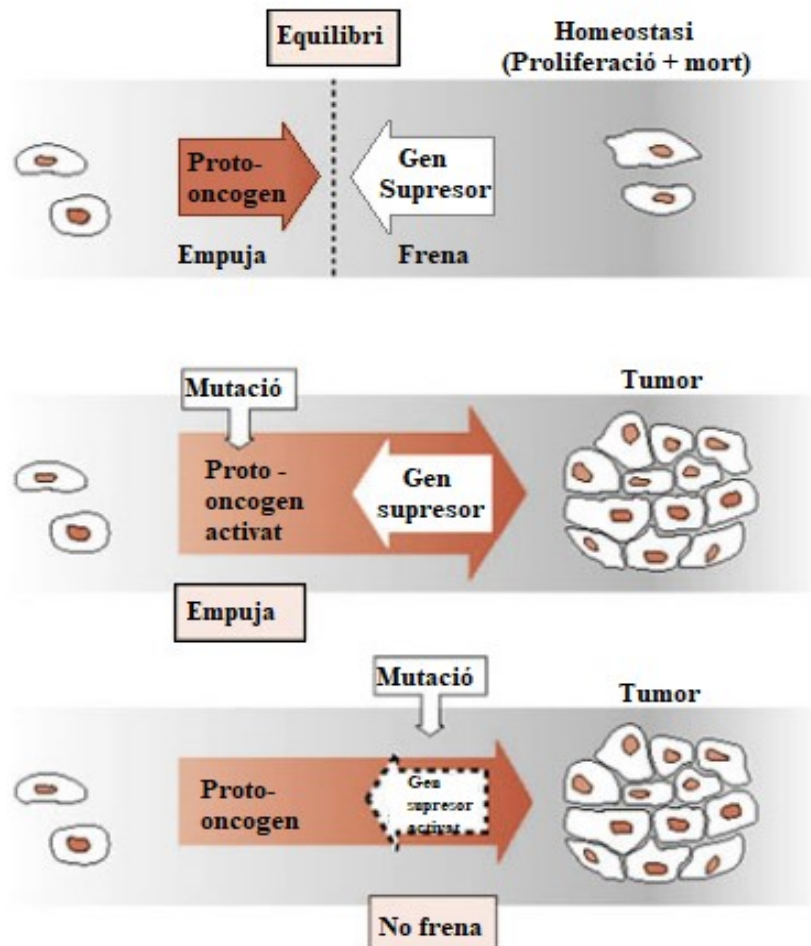 Equilibri
Homeostasi
(Proliferació + mort)
Proto-
oncogen
Gen
Supresor
Empuja
Frena
Mutació
Tumor
Proto -
oncogen
activat
Gen
supresor
Empuja
Mutació
Tumor
Proto-
oncogen
Gen
supresor
activat
No frena